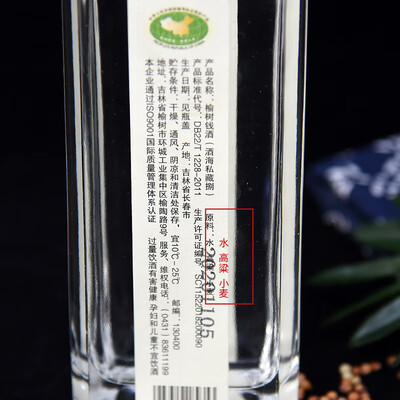 产品名称：榆树钱酒（酒海私藏捌）
产品标准代号：DB22/T 1228-2011 生产许可证编号：SC11522018200090
生产日期：见瓶盖 产地：吉林省长春市
贮存条件：干燥、通风、阴凉和清洁处保存，宜10℃-25℃ 邮编：130400
地址：吉林省榆树市环城工业集中区榆陶路9号 服务、维权电话：(0431)83611199
本企业通过ISO9001国际质量管理体系认证 过量饮酒有害健康 孕妇和儿童不宜饮酒
原料：水
20201105
水 高粱 小麦